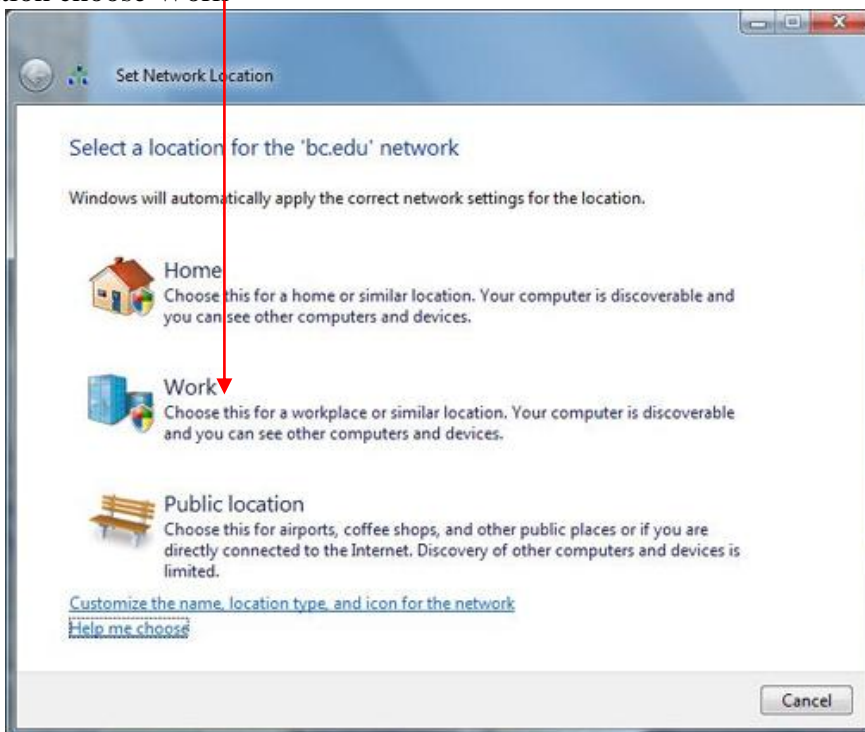 choose
Set Network Location
Select a location for the 'bc.edu' network
Windows will automatically apply the correct network settings for the location.
Home
Choose this for a home or similar location. Your computer is discoverable and
you can see other computers and devices.
Work
Choose this for a workplace or similar location. Your computer is discoverable
and you can see other computers and devices.
Public location
Choose this for airports, coffee shops, and other public places or if you are
directly connected to the Internet. Discovery of other computers and devices is
limited.
Customize the name, location type, and icon for the network
Help me choose
Cancel